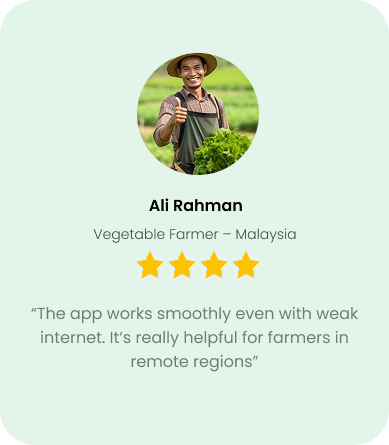 Ali Rahman
Vegetable Farmer – Malaysia
“The app works smoothly even with weak
internet. It’s really helpful for farmers in
remote regions”